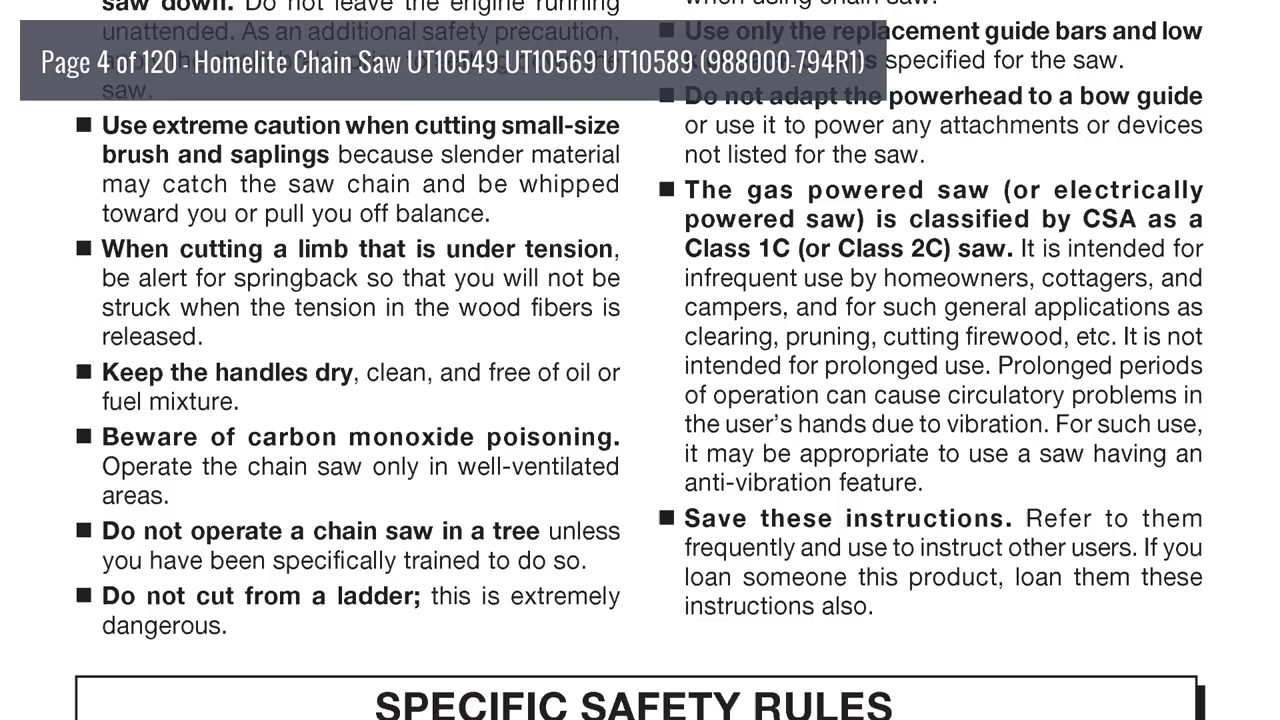 saw down. Do not leave the engine running
unattended. As an additional safety precaution,
saw.
Use extreme caution when cutting small-size
brush and saplings because slender material
may catch the saw chain and be whipped
toward you or pull you off balance.
When cutting a limb that is under tension,
be alert for springback so that you will not be
struck when the tension in the wood fibers is
released.
Keep the handles dry, clean, and free of oil or
fuel mixture.
Beware of carbon monoxide poisoning.
Operate the chain saw only in well-ventilated
areas.
Do not operate a chain saw in a tree unless
you have been specifically trained to do so.
Do not cut from a ladder; this is extremely
dangerous.
when using chain saw.
Use only the replacement guide bars and low
specified for the saw.
Do not adapt the powerhead to a bow guide
or use it to power any attachments or devices
not listed for the saw.
The gas powered saw (or electrically
powered saw) is classified by CSA as a
Class 1C (or Class 2C) saw. It is intended for
infrequent use by homeowners, cottagers, and
campers, and for such general applications as
clearing, pruning, cutting firewood, etc. It is not
intended for prolonged use. Prolonged periods
of operation can cause circulatory problems in
the user's hands due to vibration. For such use,
it may be appropriate to use a saw having an
anti-vibration feature.
Save these instructions. Refer to them
frequently and use to instruct other users. If you
loan someone this product, loan them these
instructions also.
Page 4 of 120 - Homelite Chain Saw UT10549 UT10569 UT10589 (988000-794R1)
SPECIFIC SAFETY RULES